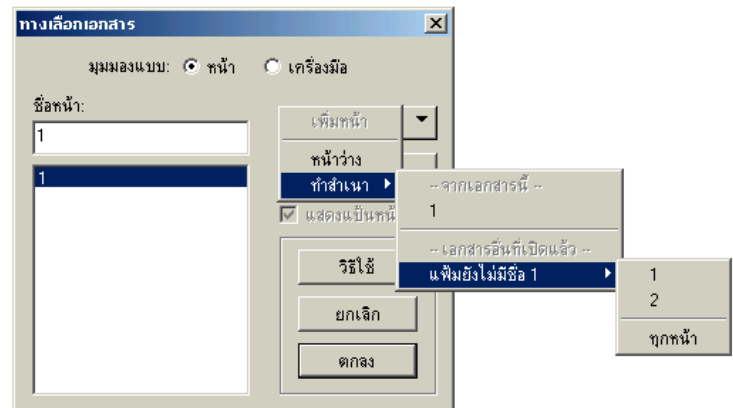 ทางเลือกเอกสาร
มุมมองแบบ: หน้า เครื่องมือ
ชื่อหน้า:
1
1
เพิ่มหน้า
หน้าว่าง
ทำสำเนา
-- จากเอกสารนี้ --
1
-- เอกสารอื่นที่เปิดแล้ว --
แฟ้มยังไม่มีชื่อ 1
1
2
ทุกหน้า
วิธีใช้
ยกเลิก
ตกลง